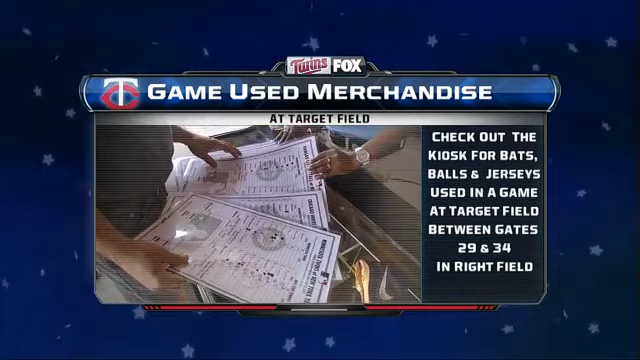 Twins FOX
TC GAME USED MERCHANDISE
AT TARGET FIELD
CHECK OUT THE
KIOSK FOR BATS,
BALLS & JERSEYS
USED IN A GAME
AT TARGET FIELD
BETWEEN GATES
29 & 34
IN RIGHT FIELD